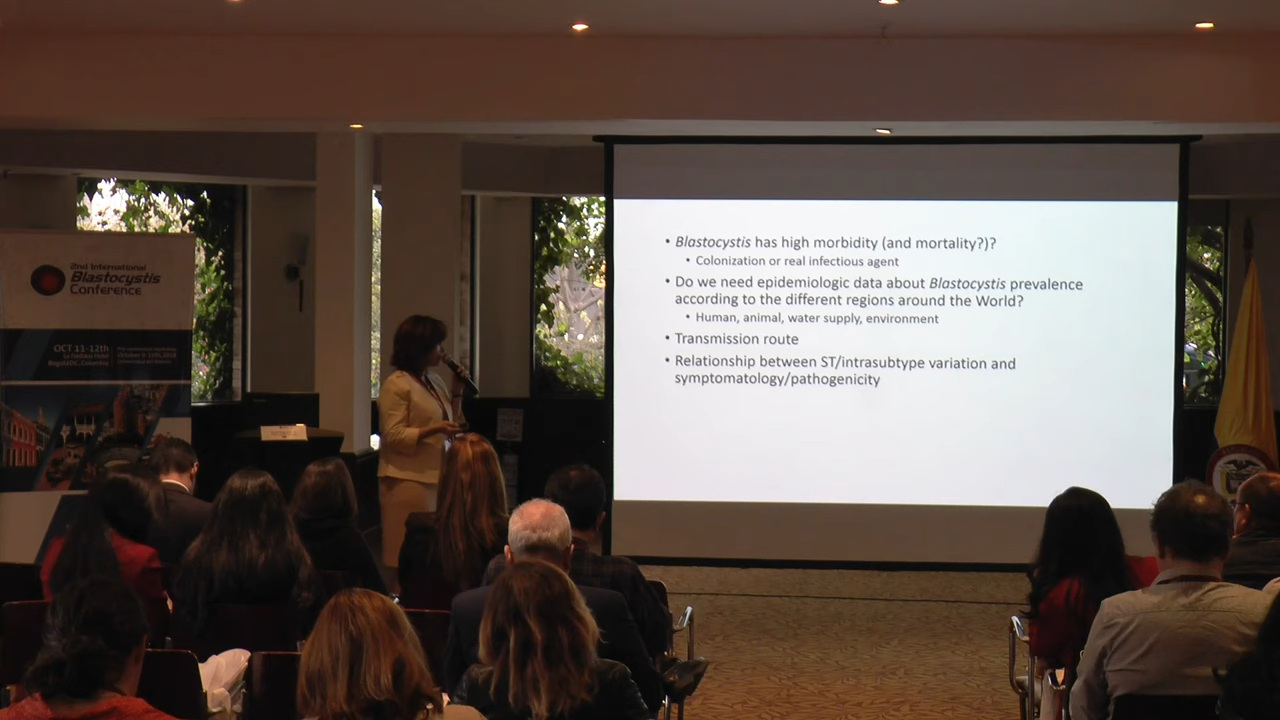 2nd International
Blastocystis
Conference
OCT 11-12th
• Blastocystis has high morbidity (and mortality?)?
• Colonization or real infectious agent
• Do we need epidemiologic data about Blastocystis prevalence
according to the different regions around the World?
• Human, animal, water supply, environment
• Transmission route
• Relationship between ST/intrasubtype variation and
symptomatology/pathogenicity